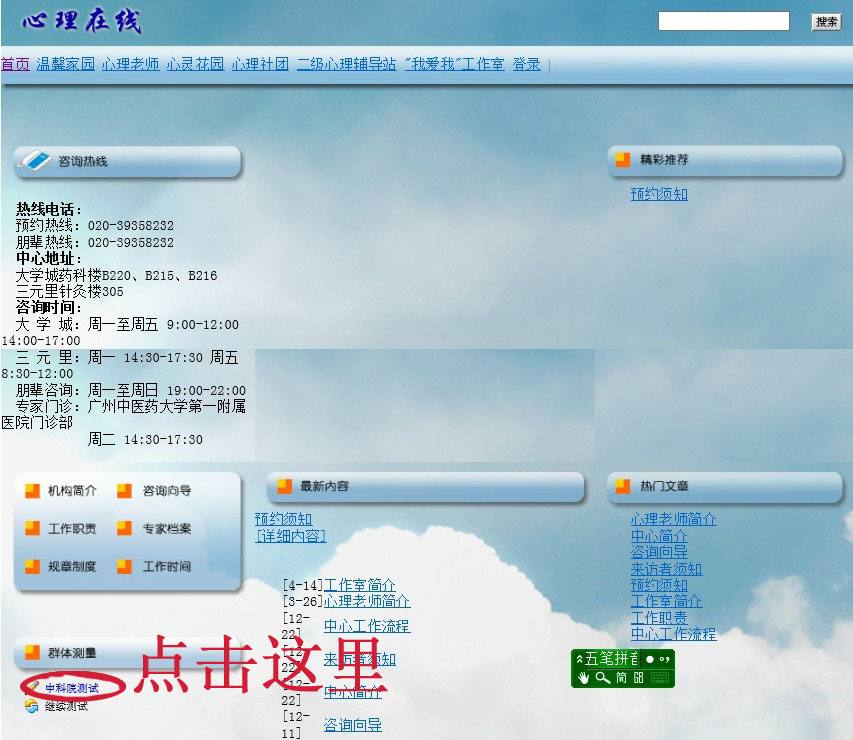 心理在线
搜索
首页 温馨家园 心理老师 心灵花园 心理社团 二级心理辅导站 "我爱我"工作室 登录 |
咨询热线
热线电话：
预约热线：020-39358232
朋辈热线：020-39358232
中心地址：
大学城药科楼B220、B215、B216
三元里针灸楼305
咨询时间：
大 学 城：周一至周五 9:00-12:00
14:00-17:00
三 元 里：周一 14:30-17:30 周五
8:30-12:00
朋辈咨询：周一至周日 19:00-22:00
专家门诊：广州中医药大学第一附属
医院门诊部
周二 14:30-17:30
精彩推荐
预约须知
机构简介 咨询向导
工作职责 专家档案
规章制度 工作时间
最新内容
预约须知
[详细内容]
[4-14]工作室简介
[3-26]心理老师简介
[12-
22] 中心工作流程
[12-
22] 来访者须知
[12-
22] 中心简介
[12-
11] 咨询向导
热门文章
心理老师简介
中心简介
咨询向导
来访者须知
预约须知
工作室简介
工作职责
中心工作流程
群体测量
中科院测试
继续测试
点击这里
五笔拼音
简